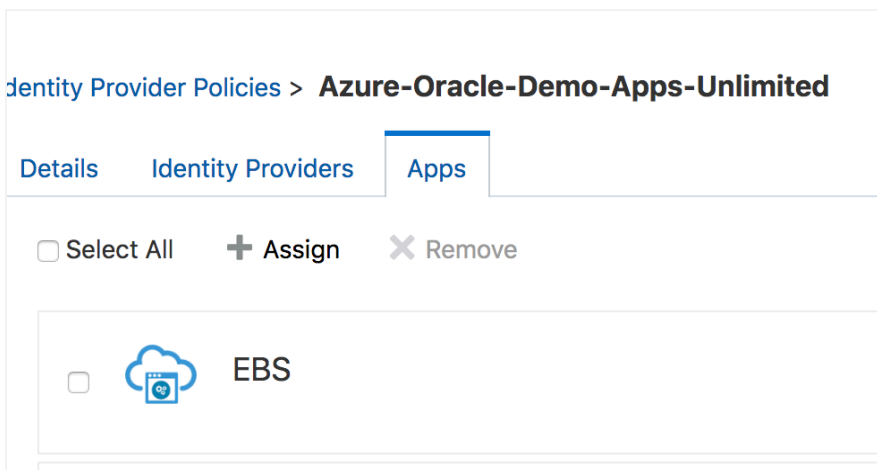 dentity Provider Policies > Azure-Oracle-Demo-Apps-Unlimited
Details Identity Providers Apps
Select All Assign Remove
EBS